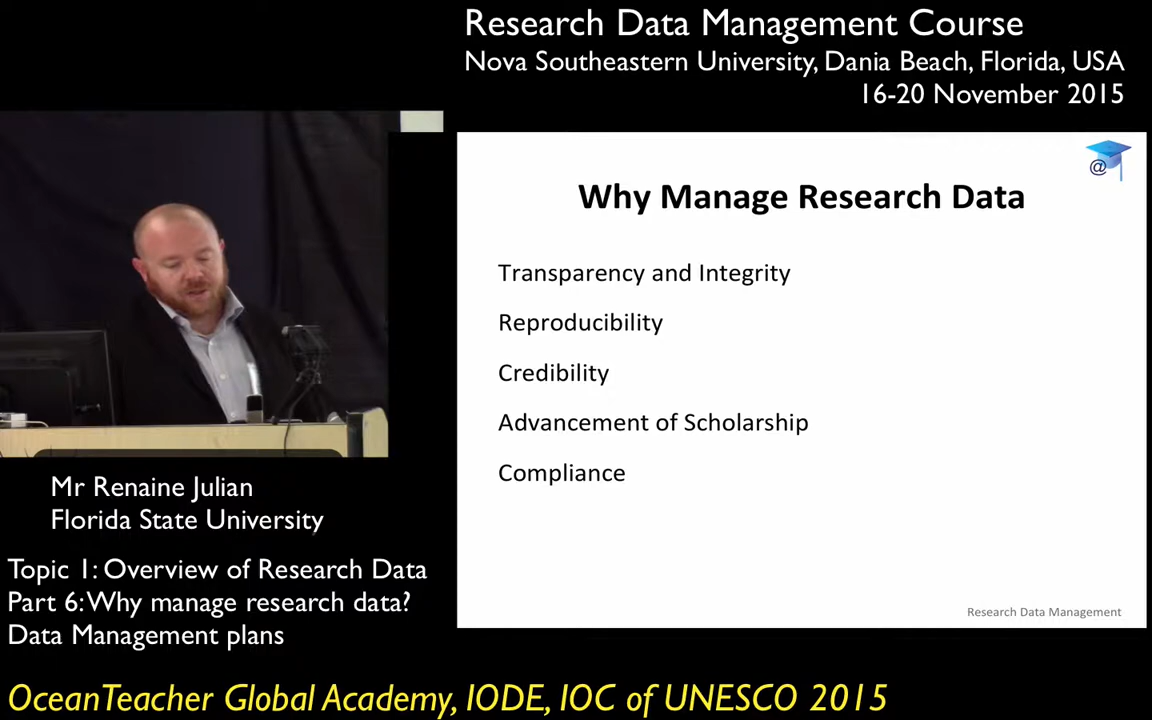 Research Data Management Course
Nova Southeastern University, Dania Beach, Florida, USA
16-20 November 2015
@
Why Manage Research Data
Transparency and Integrity
Reproducibility
Credibility
Advancement of Scholarship
Compliance
Research Data Management
Mr Renaine Julian
Florida State University
Topic 1: Overview of Research Data
Part 6: Why manage research data?
Data Management plans
OceanTeacher Global Academy, IODE, IOC of UNESCO 2015